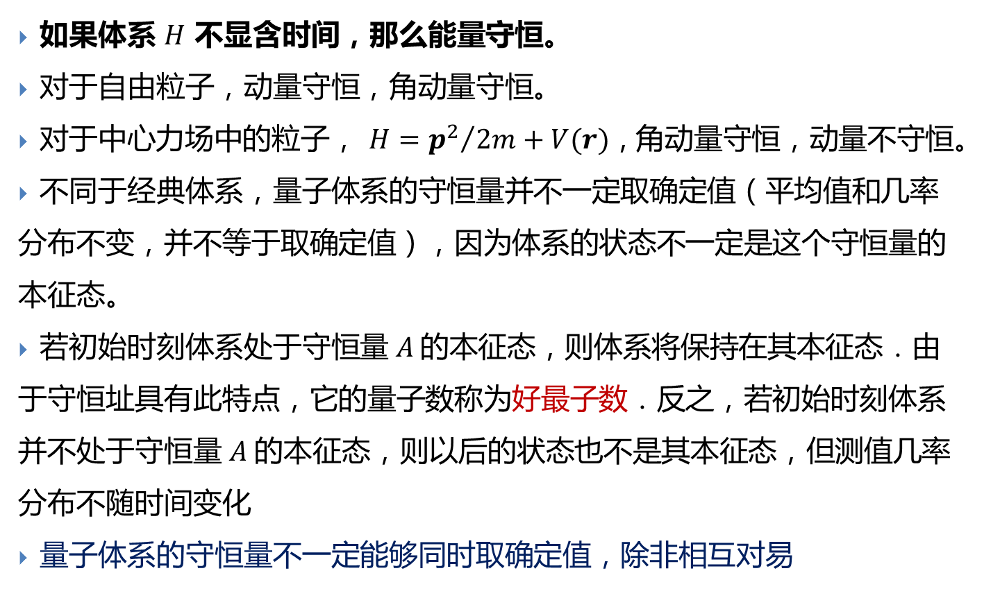 如果体系 H 不显含时间，那么能量守恒。
对于自由粒子，动量守恒，角动量守恒。
对于中心力场中的粒子， H = p²/2m + V(r)，角动量守恒，动量不守恒。
不同于经典体系，量子体系的守恒量并不一定取确定值（平均值和几率
分布不变，并不等于取确定值），因为体系的状态不一定是这个守恒量的
本征态。
若初始时刻体系处于守恒量 A 的本征态，则体系将保持在其本征态．由
于守恒址具有此特点，它的量子数称为好最子数．反之，若初始时刻体系
并不处于守恒量 A 的本征态，则以后的状态也不是其本征态，但测值几率
分布不随时间变化
量子体系的守恒量不一定能够同时取确定值，除非相互对易